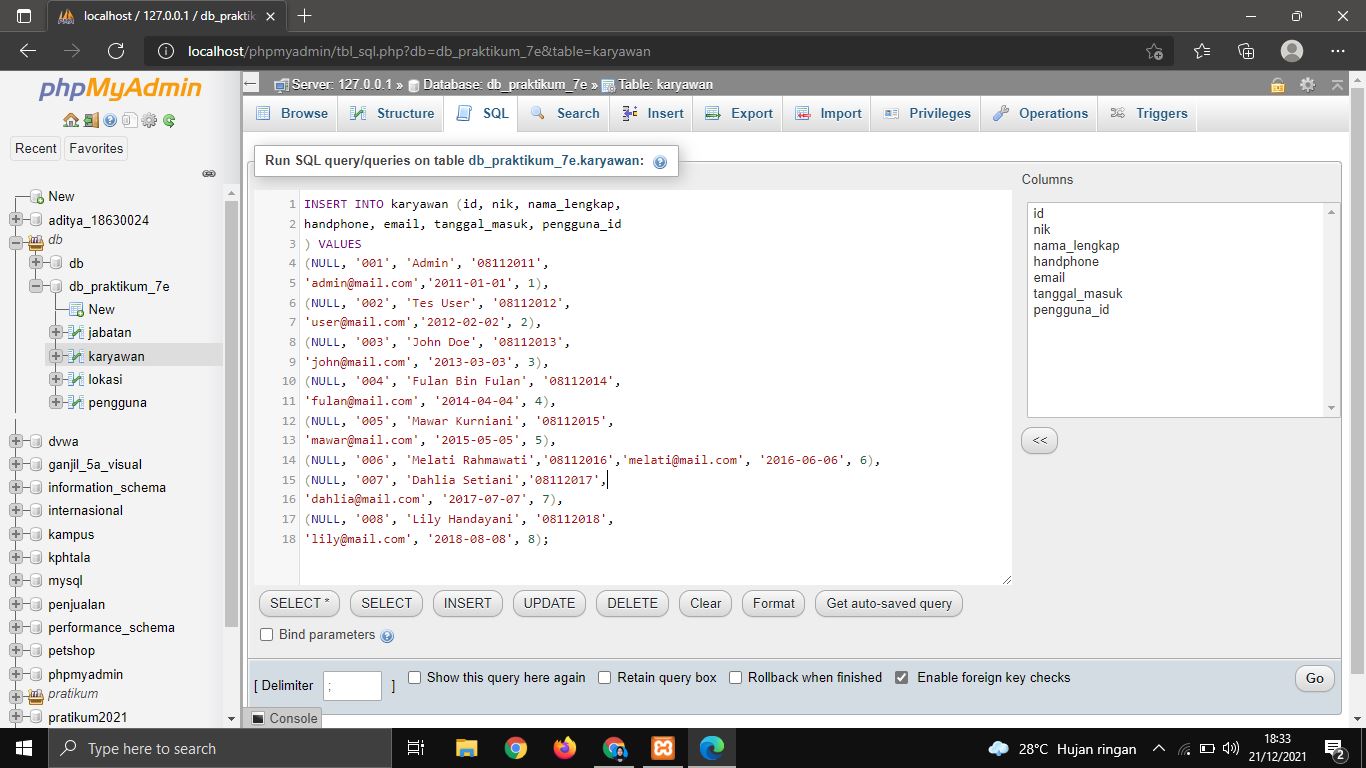 localhost / 127.0.0.1 / db_praktik
localhost/phpmyadmin/tbl_sql.php?db=db_praktikum_7e&table=karyawan
phpMyAdmin
Recent Favorites
New
aditya_18630024
db
db
db_praktikum_7e
New
jabatan
karyawan
lokasi
pengguna
dvwa
ganjil_5a_visual
information_schema
internasional
kampus
kphtala
mysql
penjualan
performance_schema
petshop
phpmyadmin
pratikum
pratikum2021
Server: 127.0.0.1 » Database: db_praktikum_7e » Table: karyawan
Browse Structure SQL Search Insert Export Import Privileges Operations Triggers
Run SQL query/queries on table db_praktikum_7e.karyawan:
1 INSERT INTO karyawan (id, nik, nama_lengkap,
2 handphone, email, tanggal_masuk, pengguna_id
3 ) VALUES
4 (NULL, '001', 'Admin', '08112011',
5 'admin@mail.com','2011-01-01', 1),
6 (NULL, '002', 'Tes User', '08112012',
7 'user@mail.com','2012-02-02', 2),
8 (NULL, '003', 'John Doe', '08112013',
9 'john@mail.com', '2013-03-03', 3),
10 (NULL, '004', 'Fulan Bin Fulan', '08112014',
11 'fulan@mail.com', '2014-04-04', 4),
12 (NULL, '005', 'Mawar Kurniani', '08112015',
13 'mawar@mail.com', '2015-05-05', 5),
14 (NULL, '006', 'Melati Rahmawati','08112016','melati@mail.com', '2016-06-06', 6),
15 (NULL, '007', 'Dahlia Setiani','08112017',
16 'dahlia@mail.com', '2017-07-07', 7),
17 (NULL, '008', 'Lily Handayani', '08112018',
18 'lily@mail.com', '2018-08-08', 8);
Columns
id
nik
nama_lengkap
handphone
email
tanggal_masuk
pengguna_id
<<
SELECT * SELECT INSERT UPDATE DELETE Clear Format Get auto-saved query
Bind parameters
[ Delimiter ; ] Show this query here again Retain query box Rollback when finished Enable foreign key checks Go
Console
Type here to search
28°C Hujan ringan
18:33
21/12/2021
2